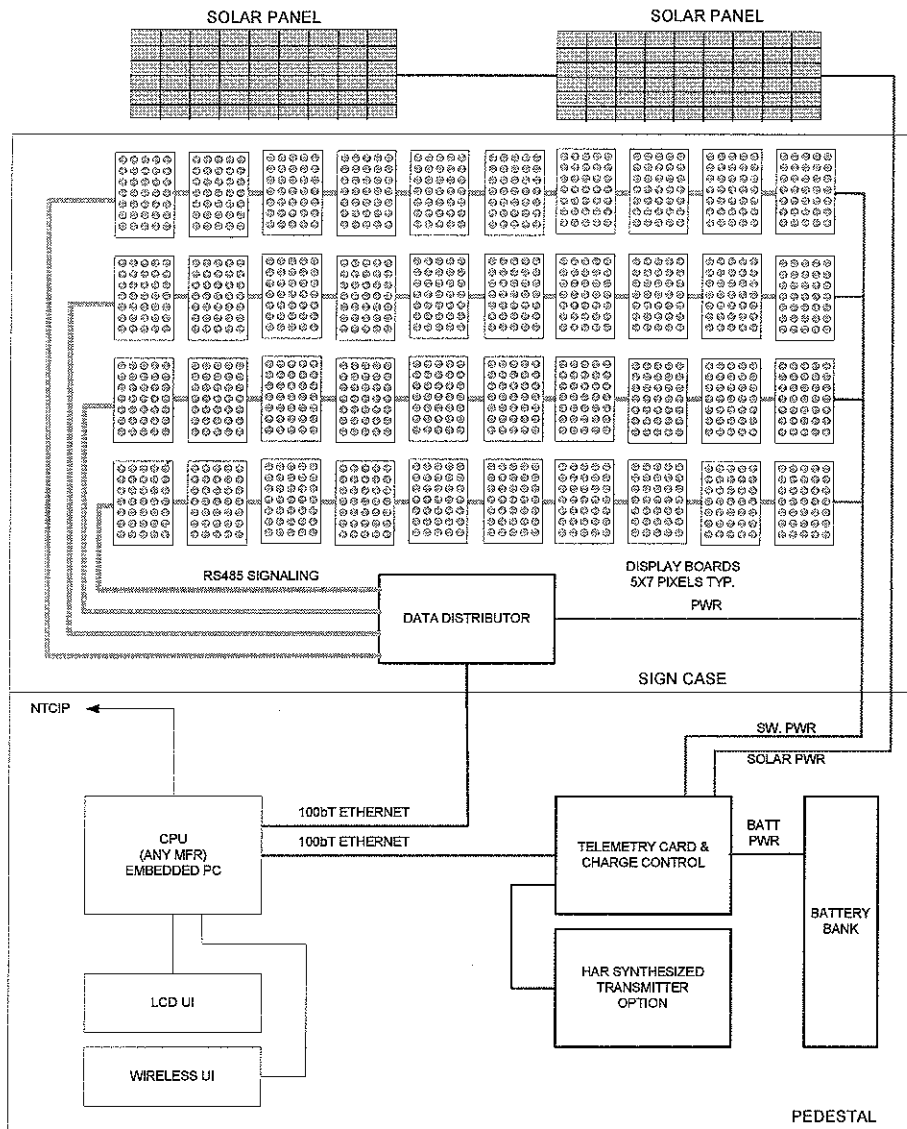 SOLAR PANEL
SOLAR PANEL
RS485 SIGNALING
DISPLAY BOARDS
5X7 PIXELS TYP.
PWR
DATA DISTRIBUTOR
SIGN CASE
NTCIP
SW. PWR
SOLAR PWR
100bT ETHERNET
100bT ETHERNET
CPU
(ANY MFR)
EMBEDDED PC
TELEMETRY CARD &
CHARGE CONTROL
BATT
PWR
BATTERY
BANK
HAR SYNTHESIZED
TRANSMITTER
OPTION
LCD UI
WIRELESS UI
PEDESTAL